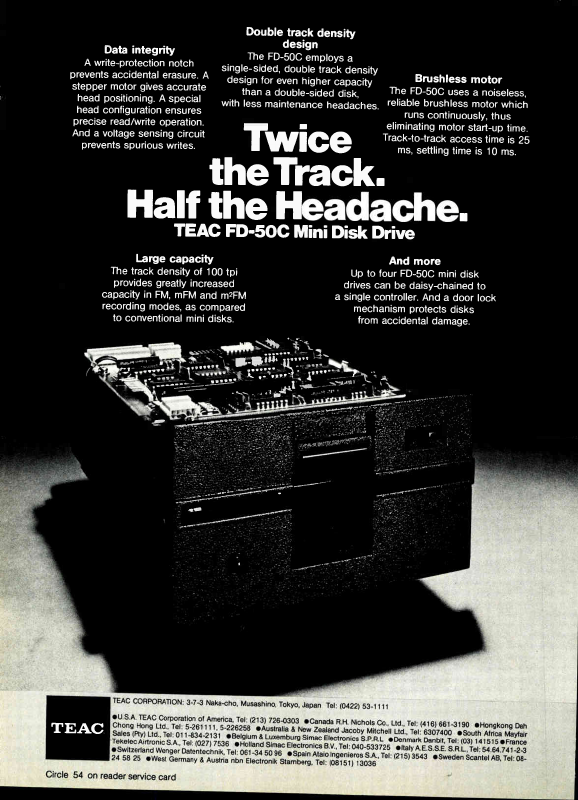 Data integrity
A write-protection notch
prevents accidental erasure. A
stepper motor gives accurate
head positioning. A special
head configuration ensures
precise read/write operation.
And a voltage sensing circuit
prevents spurious writes.
Double track density
design
The FD-50C employs a
single-sided, double track density
design for even higher capacity
than a double-sided disk,
with less maintenance headaches.
Brushless motor
The FD-50C uses a noiseless,
reliable brushless motor which
runs continuously, thus
eliminating motor start-up time.
Track-to-track access time is 25
ms, settling time is 10 ms.
Twice
the Track.
Half the Headache.
TEAC FD-50C Mini Disk Drive
Large capacity
The track density of 100 tpi
provides greatly increased
capacity in FM, mFM and m²FM
recording modes, as compared
to conventional mini disks.
And more
Up to four FD-50C mini disk
drives can be daisy-chained to
a single controller. And a door lock
mechanism protects disks
from accidental damage.
TEAC
TEAC CORPORATION: 3-7-3 Naka-cho, Musashino, Tokyo, Japan Tel: (0422) 53-1111
●U.S.A. TEAC Corporation of America, Tel: (213) 726-0303 ●Canada R.H. Nichols Co., Ltd., Tel: (416) 661-3190 ●Hongkong Dah
Chong Hong Ltd., Tel: 5-261111, 5-226258 ●Australia & New Zealand Jacoby Mitchell Ltd., Tel: 6307400 ●South Africa Mayfair
Sales (Pty) Ltd., Tel: 011-834-2131 ●Belgium & Luxemburg Simac Electronics S.P.R.L ●Denmark Danbit, Tel: (03) 141515 ●France
Tekelec Airtronic S.A., Tel: (027) 7536 ●Holland Simac Electronics B.V., Tel: 040-533725 ●Italy A.E.S.S.E. S.R.L., Tel: 54.64.741-2-3
●Switzerland Wenger Datentechnik, Tel: 061-34 50 96 ●Spain Ataio Ingenieros S.A., Tel: (215) 3543 ●Sweden Scantel AB, Tel: 08-
24 58 25 ●West Germany & Austria nbn Electronik Starnberg, Tel: (08151) 13036
Circle 54 on reader service card